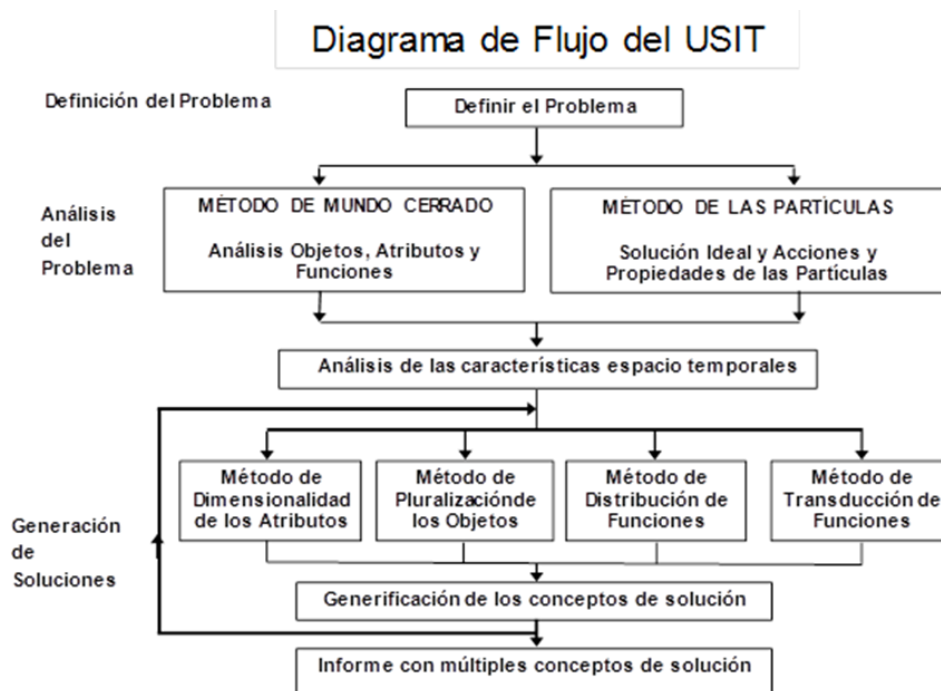 Diagrama de Flujo del USIT
Definición del Problema
Definir el Problema
Análisis
del
Problema
MÉTODO DE MUNDO CERRADO
Análisis Objetos, Atributos y
Funciones
MÉTODO DE LAS PARTÌCULAS
Solución Ideal y Acciones y
Propiedades de las Partículas
Análisis de las características espacio temporales
Generación
de
Soluciones
Método de
Dimensionalidad
de los Atributos
Método de
Pluralizaciónde
los Objetos
Método de
Distribución de
Funciones
Método de
Transducción de
Funciones
Generificación de los conceptos de solución
Informe con múltiples conceptos de solución